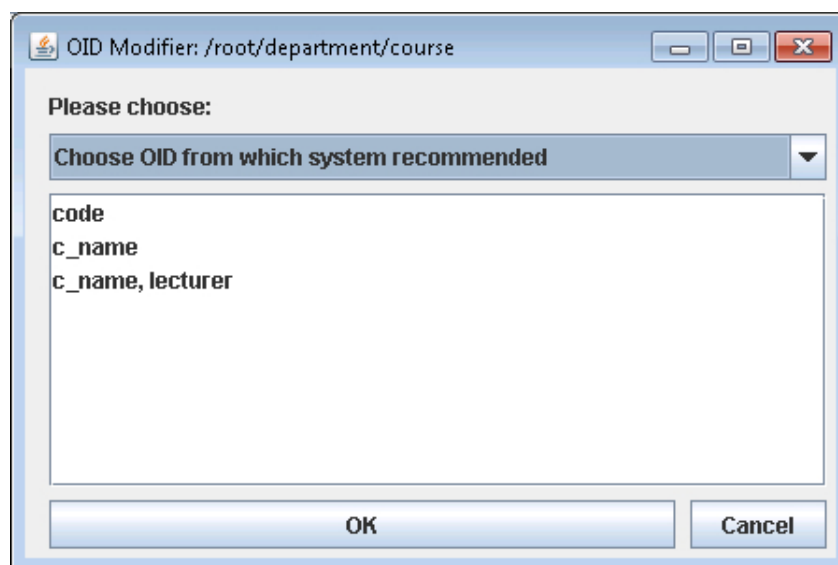 OID Modifier: /root/department/course
Please choose:
Choose OID from which system recommended
code
c_name
c_name, lecturer
OK
Cancel